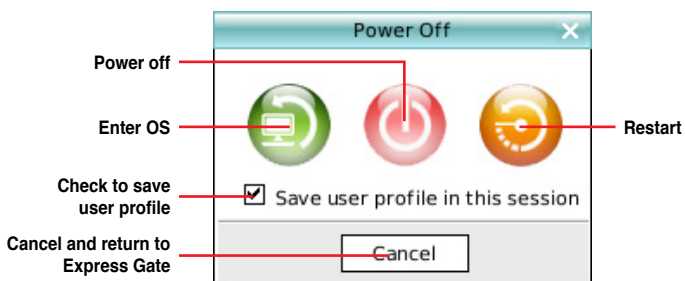 Power Off
Power off
Enter OS
Restart
Check to save
user profile
Save user profile in this session
Cancel and return to
Express Gate
Cancel